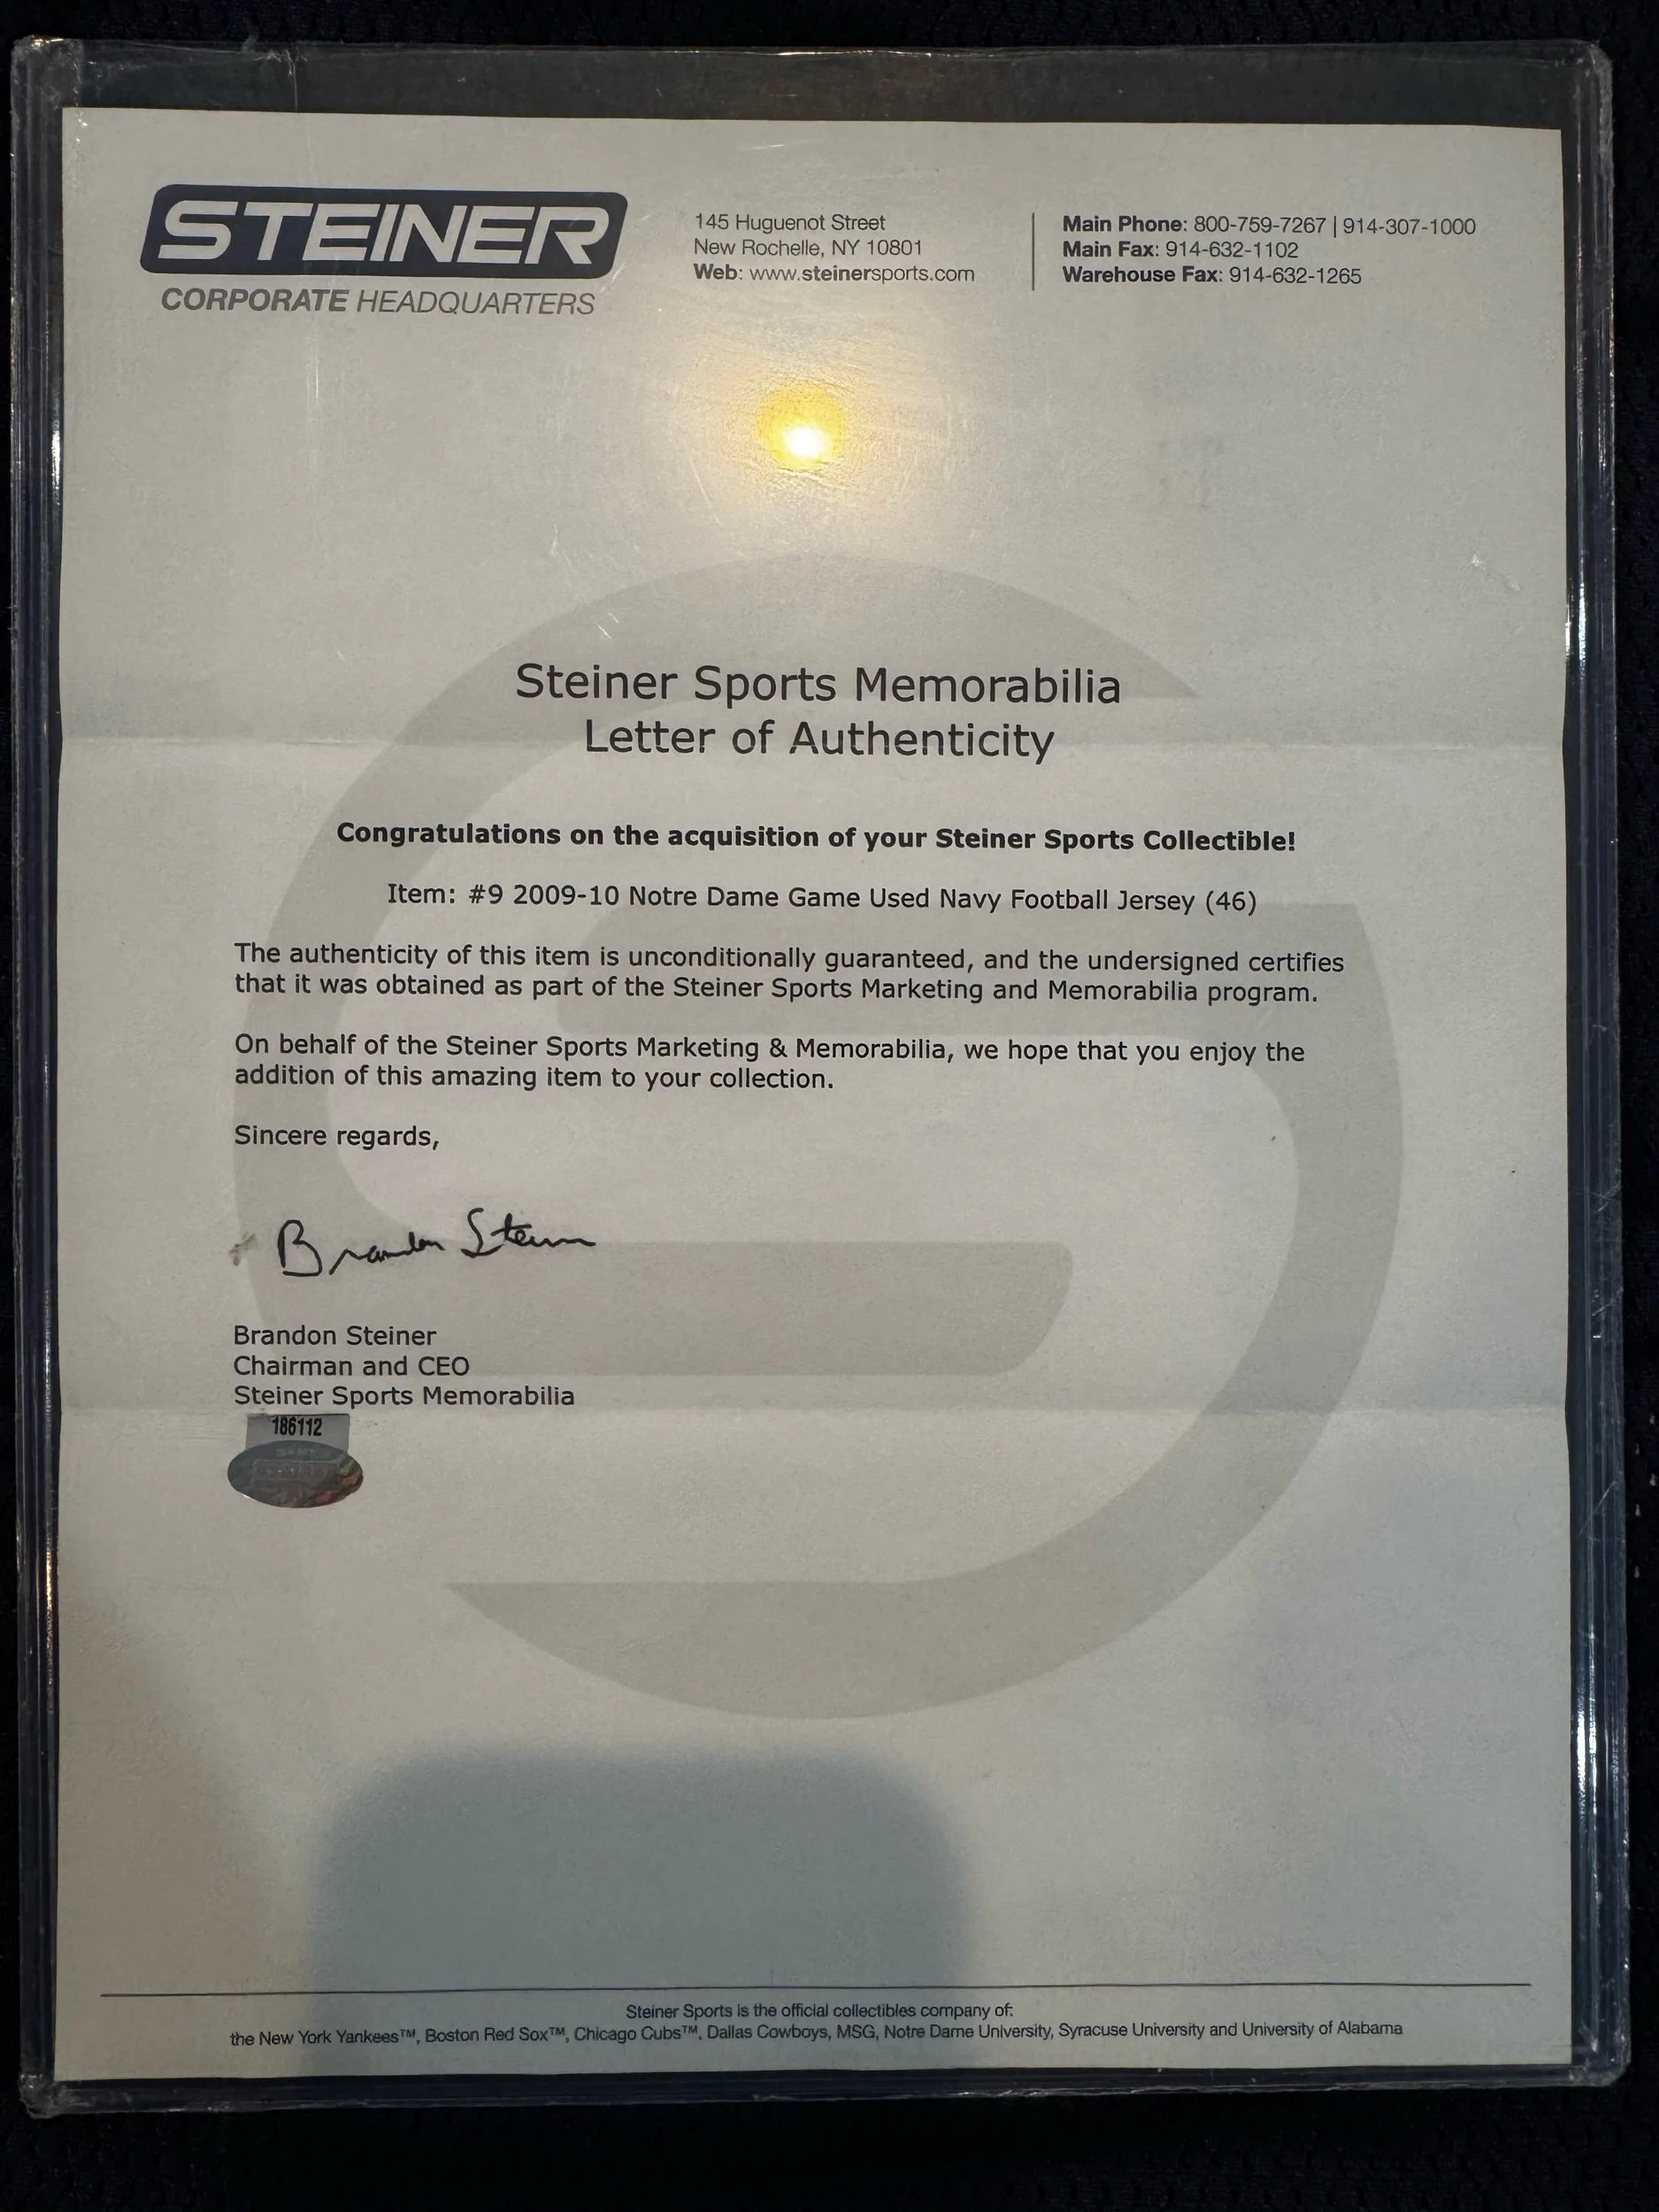 STEINER
CORPORATE HEADQUARTERS
145 Huguenot Street
New Rochelle, NY 10801
Web: www.steinersports.com
Main Phone: 800-759-7267 | 914-307-1000
Main Fax: 914-632-1102
Warehouse Fax: 914-632-1265
Steiner Sports Memorabilia
Letter of Authenticity
Congratulations on the acquisition of your Steiner Sports Collectible!
Item: #9 2009-10 Notre Dame Game Used Navy Football Jersey (46)
The authenticity of this item is unconditionally guaranteed, and the undersigned certifies
that it was obtained as part of the Steiner Sports Marketing and Memorabilia program.
On behalf of the Steiner Sports Marketing & Memorabilia, we hope that you enjoy the
addition of this amazing item to your collection.
Sincere regards,
Brandon Steiner
Brandon Steiner
Chairman and CEO
Steiner Sports Memorabilia
186112
Steiner Sports is the official collectibles company of:
the New York Yankees™, Boston Red Sox™, Chicago Cubs™, Dallas Cowboys, MSG, Notre Dame University, Syracuse University and University of Alabama